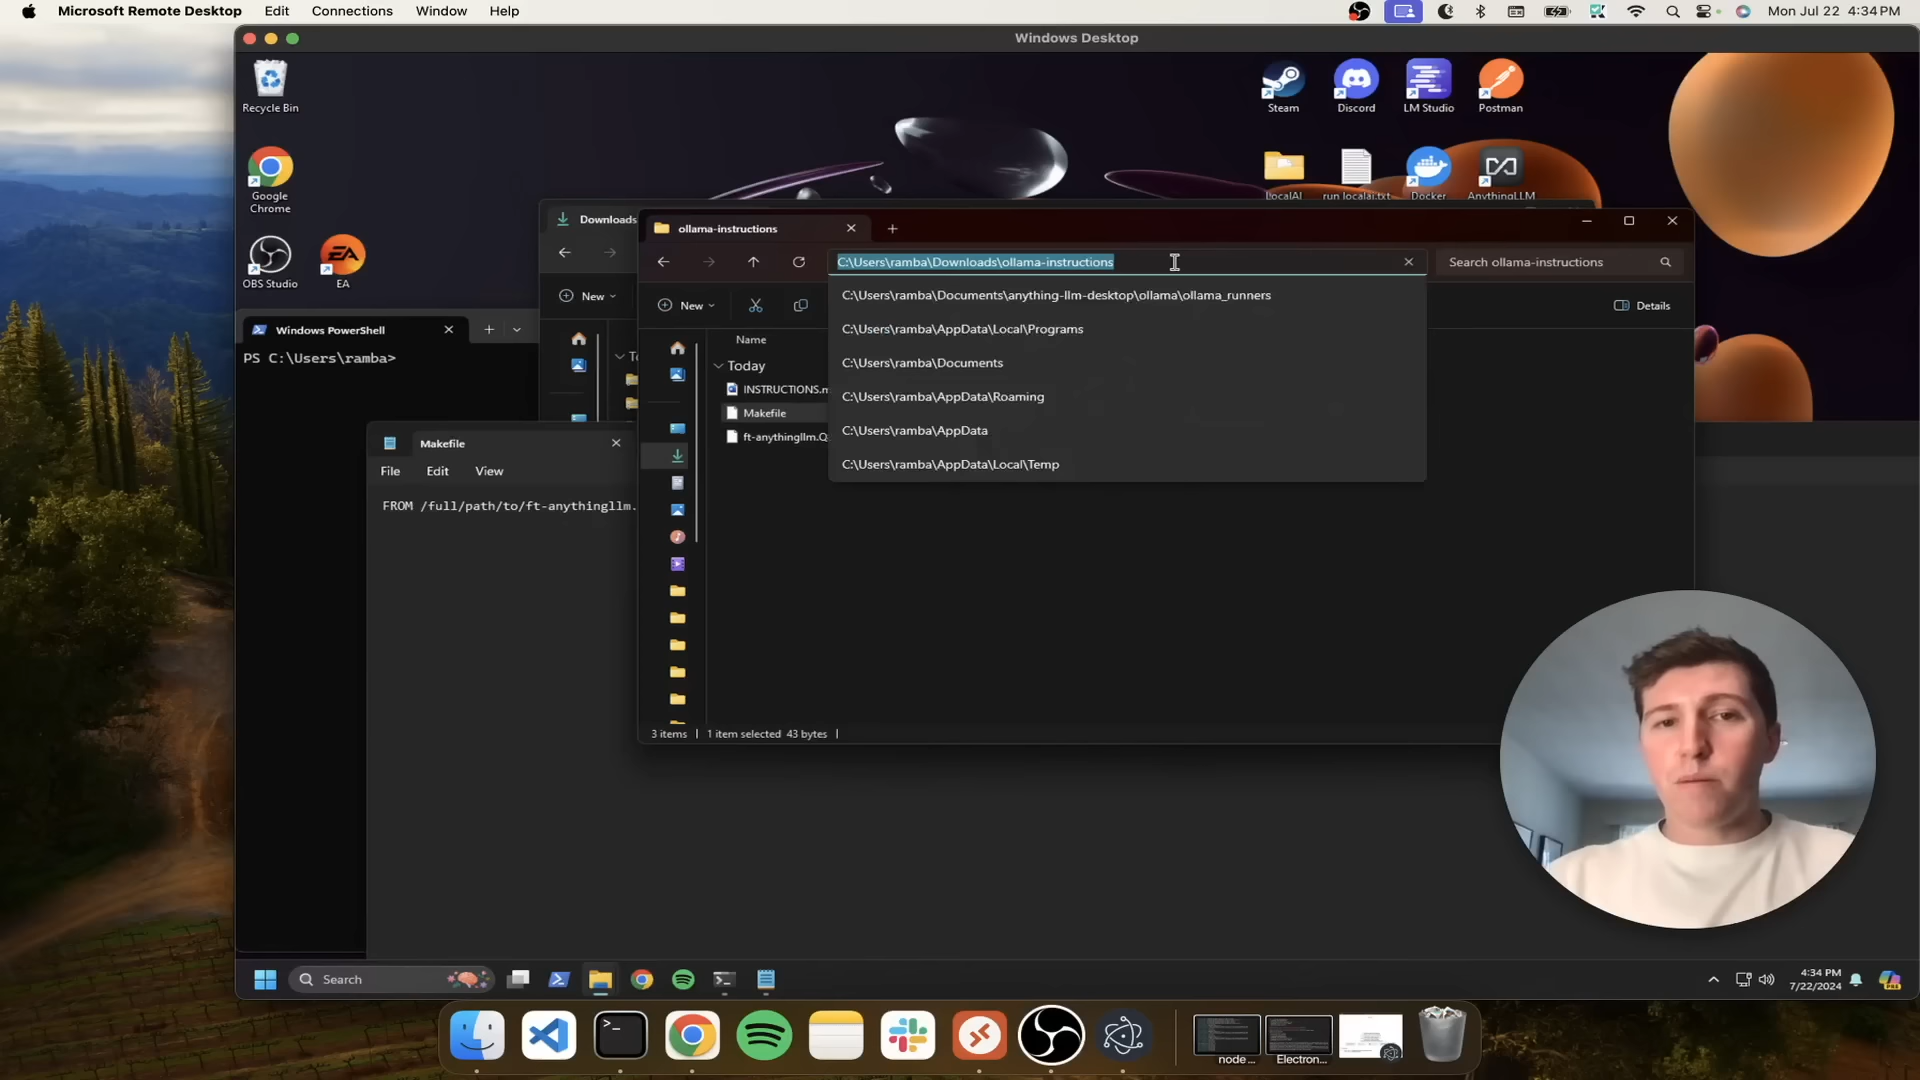 Microsoft Remote Desktop Edit Connections Window Help
Mon Jul 22 4:34 PM
Windows Desktop
Recycle Bin
Google
Chrome
OBS Studio
EA
Steam
Discord
LM Studio
Postman
LocalAI
run localai.txt
Docker
AnythingLLM
Downloads
New
ollama-instructions
C:\Users\ramba\Downloads\ollama-instructions
Search ollama-instructions
C:\Users\ramba\Documents\anything-llm-desktop\ollama\ollama_runners
C:\Users\ramba\AppData\Local\Programs
C:\Users\ramba\Documents
C:\Users\ramba\AppData\Roaming
C:\Users\ramba\AppData
C:\Users\ramba\AppData\Local\Temp
New
Details
Name
Today
INSTRUCTIONS.m
Makefile
ft-anythingllm.Q
3 items
1 item selected 43 bytes
Windows PowerShell
PS C:\Users\ramba>
Makefile
File Edit View
FROM /full/path/to/ft-anythingllm.
Search
4:34 PM
7/22/2024
node ...
Electron...